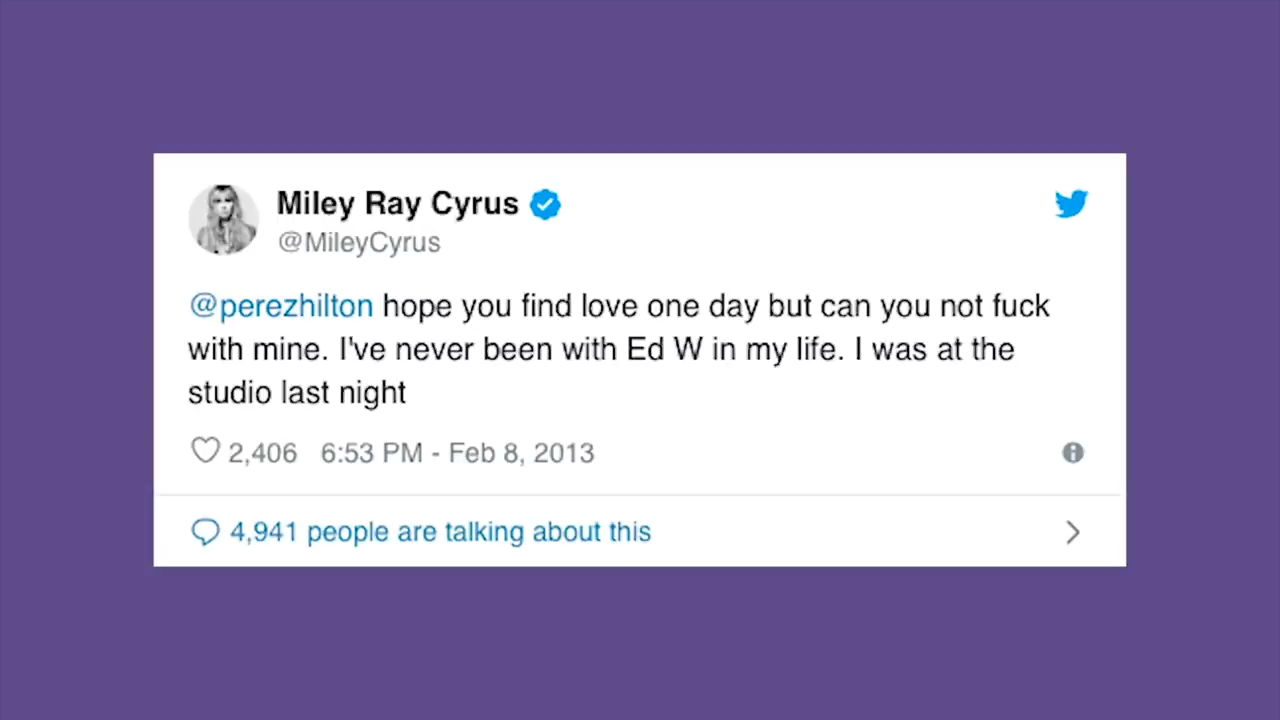 Miley Ray Cyrus
@MileyCyrus
@perezhilton hope you find love one day but can you not fuck
with mine. I've never been with Ed W in my life. I was at the
studio last night
2,406 6:53 PM - Feb 8, 2013
4,941 people are talking about this